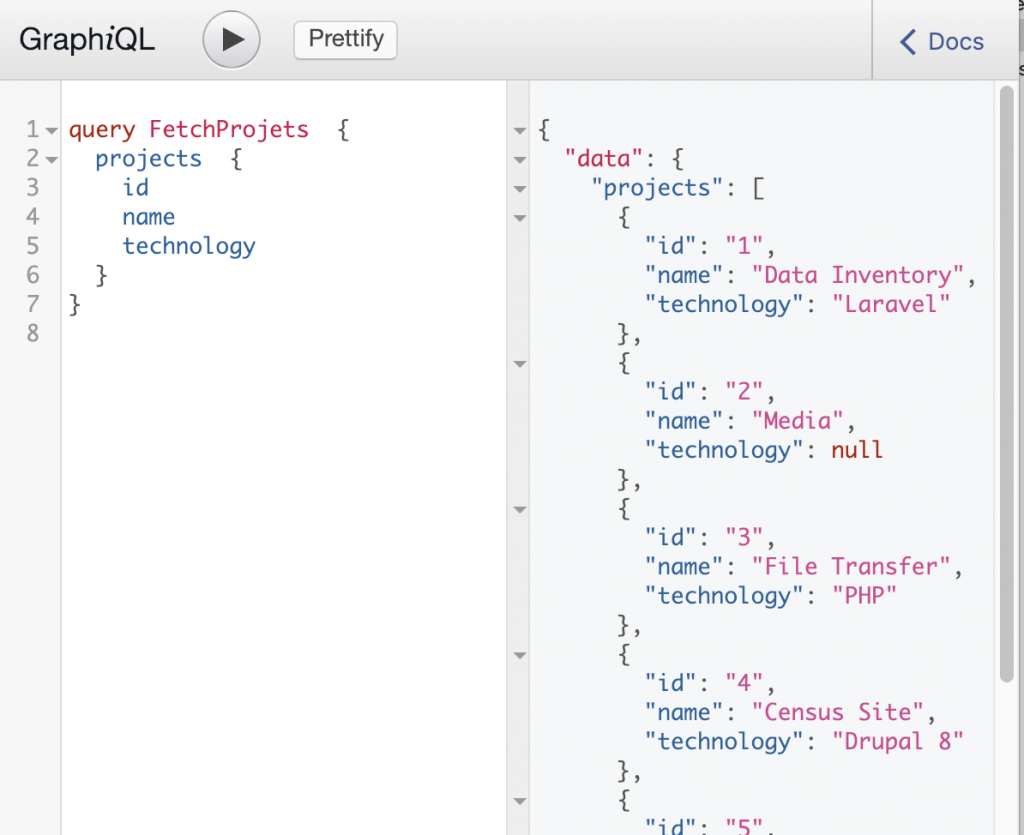 GraphiQL
Prettify
Docs
1 query FetchProjets {
2 projects {
3 id
4 name
5 technology
6 }
7 }
8
{
"data": {
"projects": [
{
"id": "1",
"name": "Data Inventory",
"technology": "Laravel"
},
{
"id": "2",
"name": "Media",
"technology": null
},
{
"id": "3",
"name": "File Transfer",
"technology": "PHP"
},
{
"id": "4",
"name": "Census Site",
"technology": "Drupal 8"
},
{
"id": "5",